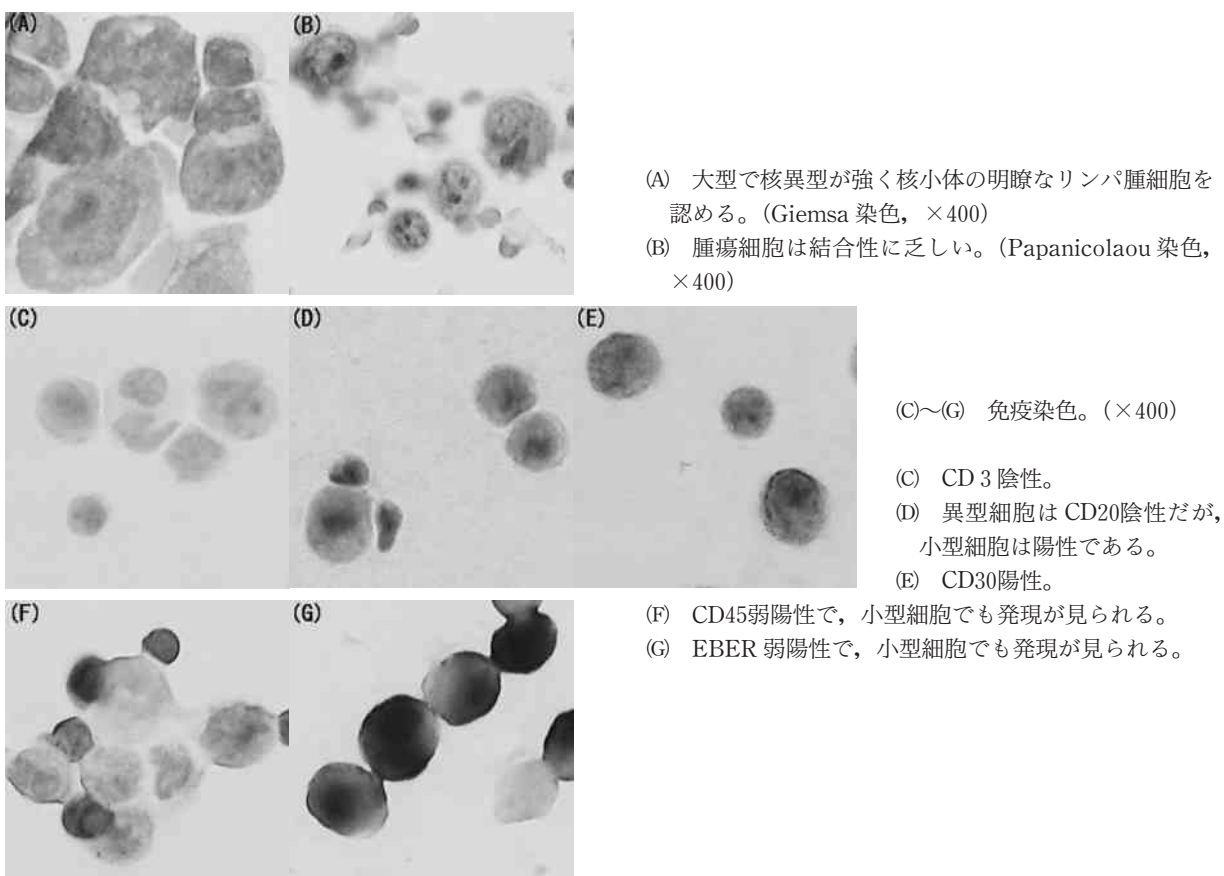 (A)
(B)
(A) 大型で核異型が強く核小体の明瞭なリンパ腫細胞を
認める。(Giemsa 染色，×400)
(B) 腫瘍細胞は結合性に乏しい。(Papanicolaou 染色，
×400)
(C)
(D)
(E)
(C)〜(G) 免疫染色。(×400)
(C) CD 3 陰性。
(D) 異型細胞は CD20陰性だが，
小型細胞は陽性である。
(E) CD30陽性。
(F)
(G)
(F) CD45弱陽性で，小型細胞でも発現が見られる。
(G) EBER 弱陽性で，小型細胞でも発現が見られる。